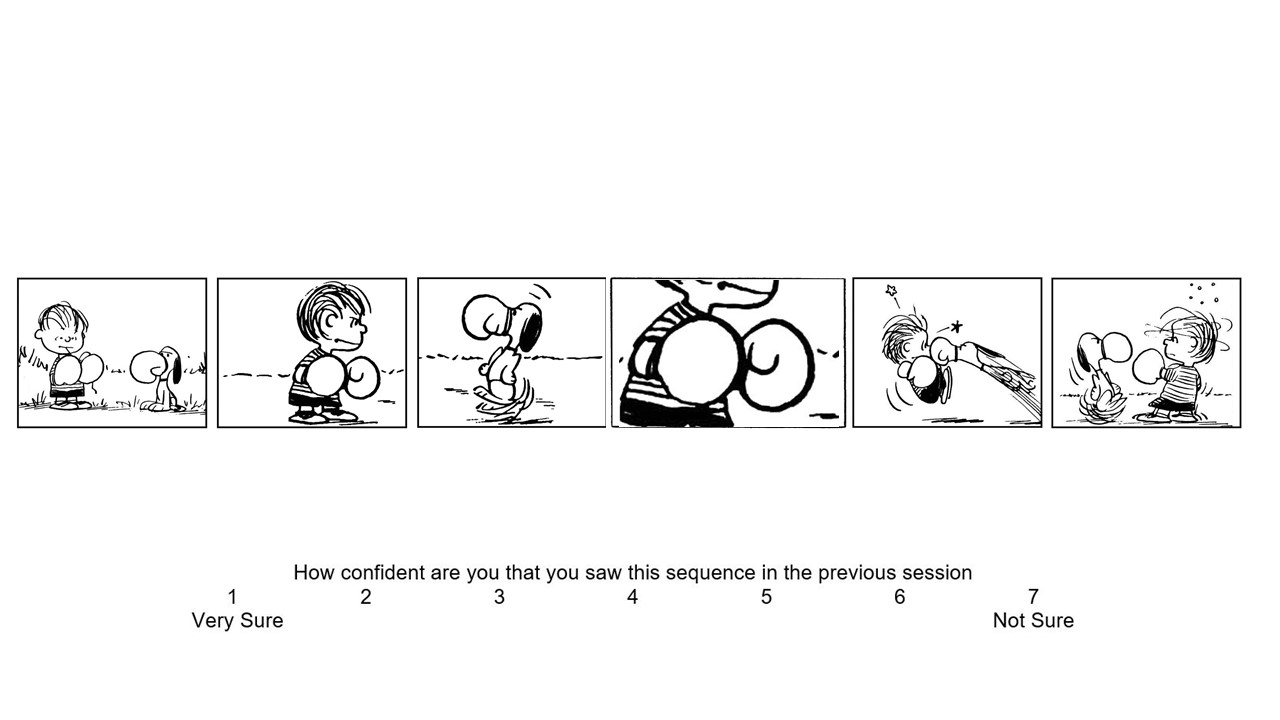 How confident are you that you saw this sequence in the previous session
1 2 3 4 5 6 7
Very Sure Not Sure